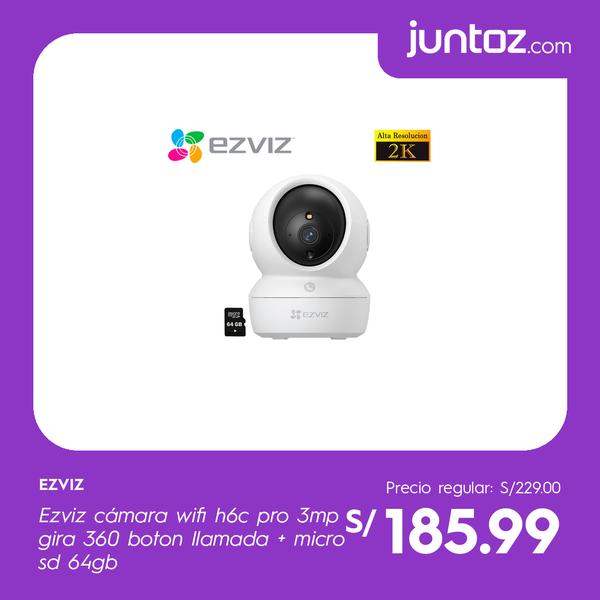 juntoz.com
ezviz
Alta Resolucion
2K
micro
64 GB
ezviz
EZVIZ
Precio regular: S/229.00
Ezviz cámara wifi h6c pro 3mp
gira 360 boton llamada + micro
sd 64gb
S/185.99